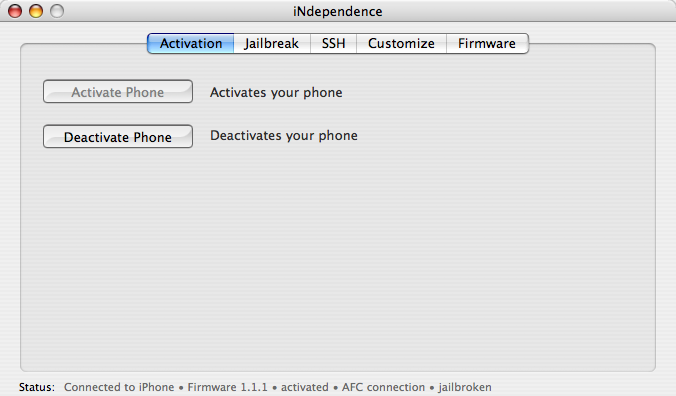 iNdependence
Activation Jailbreak SSH Customize Firmware
Activate Phone Activates your phone
Deactivate Phone Deactivates your phone
Status: Connected to iPhone • Firmware 1.1.1 • activated • AFC connection • jailbroken